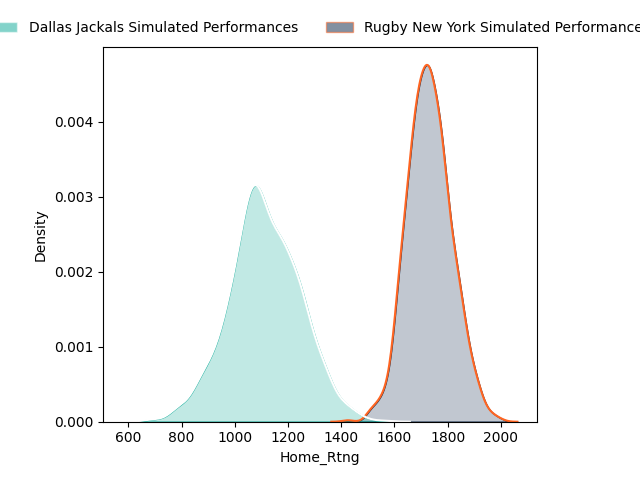 Dallas Jackals Simulated Performances Rugby New York Simulated Performance
0.004
0.003
0.002
0.001
0.000
Density
600 800 1000 1200 1400 1600 1800 2000
Home_Rtng